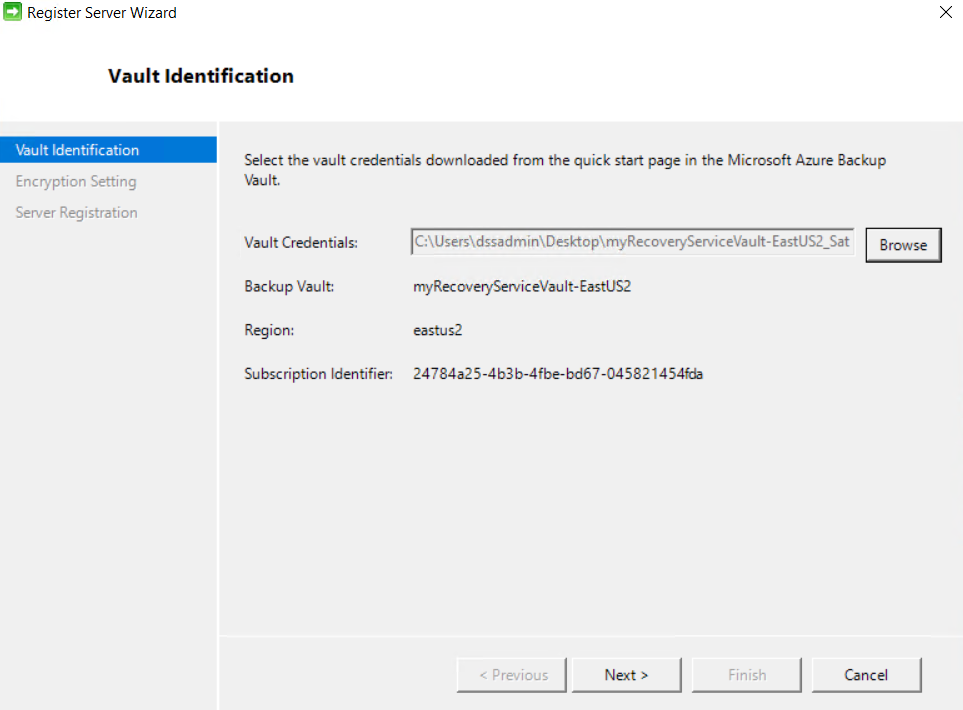 Register Server Wizard
Vault Identification
Vault Identification
Encryption Setting
Server Registration
Select the vault credentials downloaded from the quick start page in the Microsoft Azure Backup
Vault.
Vault Credentials:
C:\Users\dssadmin\Desktop\myRecoveryServiceVault-EastUS2_Sat
Browse
Backup Vault:
myRecoveryServiceVault-EastUS2
Region:
eastus2
Subscription Identifier:
24784a25-4b3b-4fbe-bd67-045821454fda
< Previous
Next >
Finish
Cancel